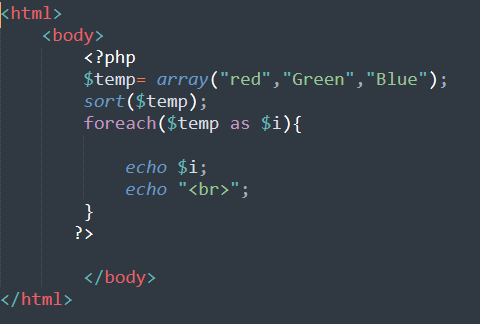 <html>
    <body>
        <?php
        $temp= array("red","Green","Blue");
        sort($temp);
        foreach($temp as $i){
            echo $i;
            echo "<br>";
        }
       ?>
        </body>
</html>